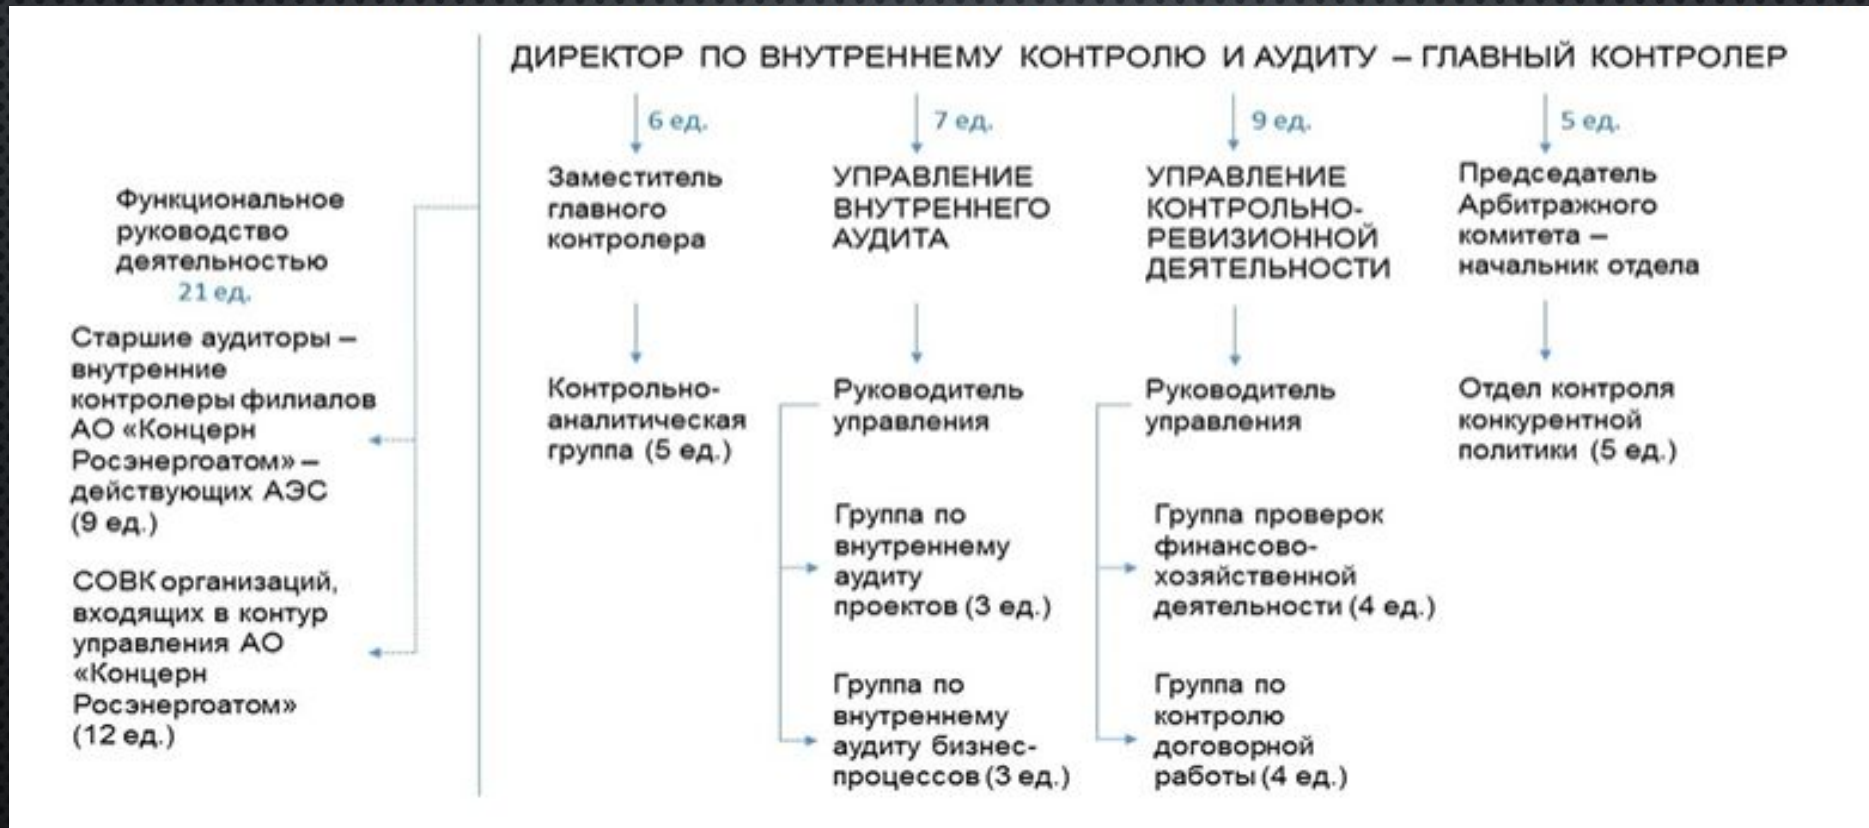 ДИРЕКТОР ПО ВНУТРЕННЕМУ КОНТРОЛЮ И АУДИТУ – ГЛАВНЫЙ КОНТРОЛЕР
Функциональное
руководство
деятельностью
21 ед.
Старшие аудиторы –
внутренние
контролеры филиалов
АО «Концерн
Росэнергоатом» –
действующих АЭС
(9 ед.)
СОВК организаций,
входящих в контур
управления АО
«Концерн
Росэнергоатом»
(12 ед.)
6 ед.
Заместитель
главного
контролера
Контрольно-
аналитическая
группа (5 ед.)
7 ед.
УПРАВЛЕНИЕ
ВНУТРЕННЕГО
АУДИТА
Руководитель
управления
Группа по
внутреннему
аудиту
проектов (3 ед.)
Группа по
внутреннему
аудиту бизнес-
процессов (3 ед.)
9 ед.
УПРАВЛЕНИЕ
КОНТРОЛЬНО-
РЕВИЗИОННОЙ
ДЕЯТЕЛЬНОСТИ
Руководитель
управления
Группа проверок
финансово-
хозяйственной
деятельности (4 ед.)
Группа по
контролю
договорной
работы (4 ед.)
5 ед.
Председатель
Арбитражного
комитета –
начальник отдела
Отдел контроля
конкурентной
политики (5 ед.)